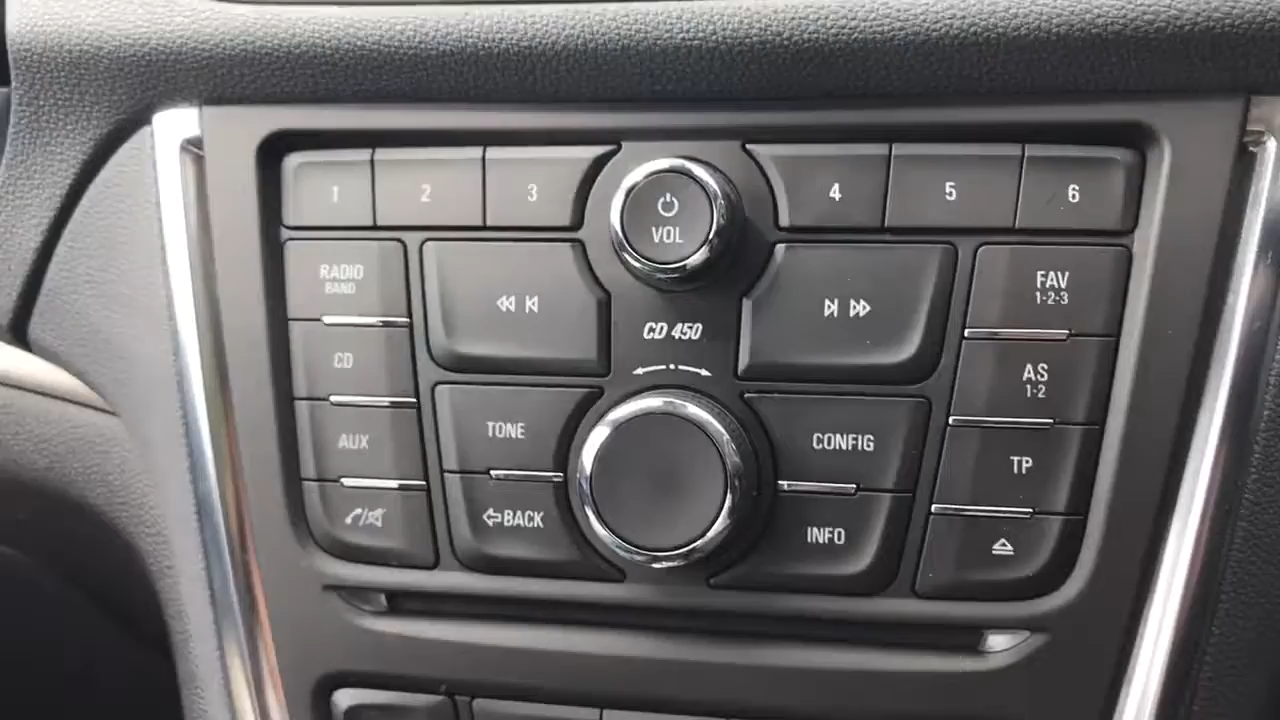 1
2
3
VOL
4
5
6
RADIO
BAND
FAV
1-2-3
CD 450
CD
AS
1-2
AUX
TONE
CONFIG
TP
BACK
INFO